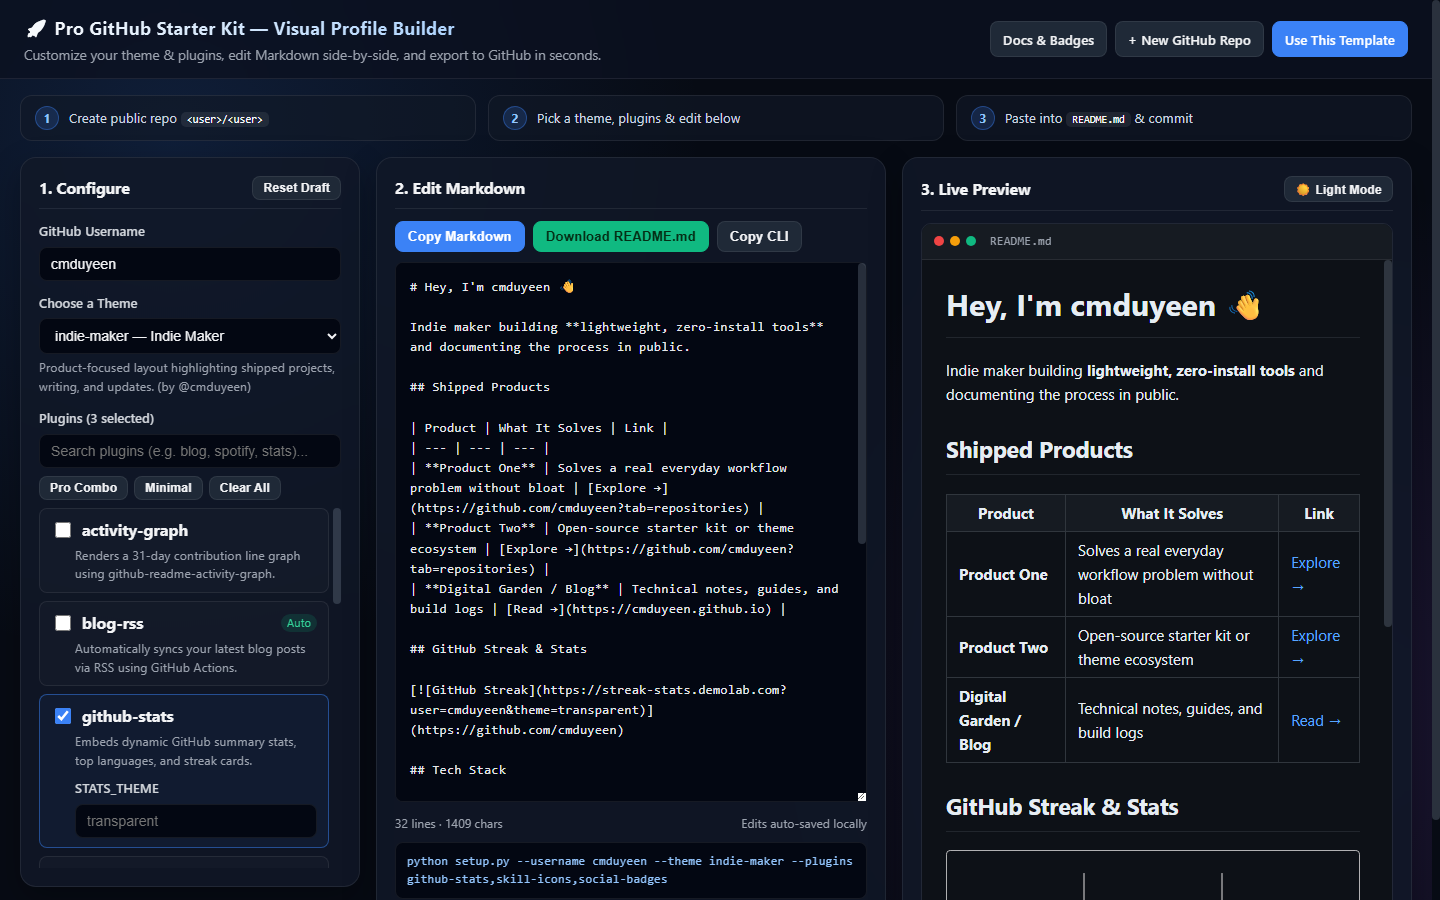 Pro GitHub Starter Kit — Visual Profile Builder
Customize your theme & plugins, edit Markdown side-by-side, and export to GitHub in seconds.
Docs & Badges
+ New GitHub Repo
Use This Template
1 Create public repo <user>/<user>
2 Pick a theme, plugins & edit below
3 Paste into README.md & commit
1. Configure
Reset Draft
GitHub Username
cmduyeen
Choose a Theme
indie-maker — Indie Maker
Product-focused layout highlighting shipped projects,
writing, and updates. (by @cmduyeen)
Plugins (3 selected)
Search plugins (e.g. blog, spotify, stats)...
Pro Combo
Minimal
Clear All
activity-graph
Renders a 31-day contribution line graph
using github-readme-activity-graph.
blog-rss
Auto
Automatically syncs your latest blog posts
via RSS using GitHub Actions.
github-stats
Embeds dynamic GitHub summary stats,
top languages, and streak cards.
STATS_THEME
transparent
2. Edit Markdown
Copy Markdown
Download README.md
Copy CLI
# Hey, I'm cmduyeen 👋
Indie maker building **lightweight, zero-install tools**
and documenting the process in public.
## Shipped Products
| Product | What It Solves | Link |
| --- | --- | --- |
| **Product One** | Solves a real everyday workflow
problem without bloat | [Explore →]
(https://github.com/cmduyeen?tab=repositories) |
| **Product Two** | Open-source starter kit or theme
ecosystem | [Explore →](https://github.com/cmduyeen?
tab=repositories) |
| **Digital Garden / Blog** | Technical notes, guides, and
build logs | [Read →](https://cmduyeen.github.io) |
## GitHub Streak & Stats
[![GitHub Streak](https://streak-stats.demolab.com?
user=cmduyeen&theme=transparent)]
(https://github.com/cmduyeen)
## Tech Stack
32 lines · 1409 chars
Edits auto-saved locally
python setup.py --username cmduyeen --theme indie-maker --plugins
github-stats,skill-icons,social-badges
3. Live Preview
Light Mode
README.md
Hey, I'm cmduyeen 👋
Indie maker building lightweight, zero-install tools and
documenting the process in public.
Shipped Products
Product
What It Solves
Link
Product One
Solves a real everyday
workflow problem without
bloat
Explore
→
Product Two
Open-source starter kit or
theme ecosystem
Explore
→
Digital
Garden /
Blog
Technical notes, guides, and
build logs
Read →
GitHub Streak & Stats